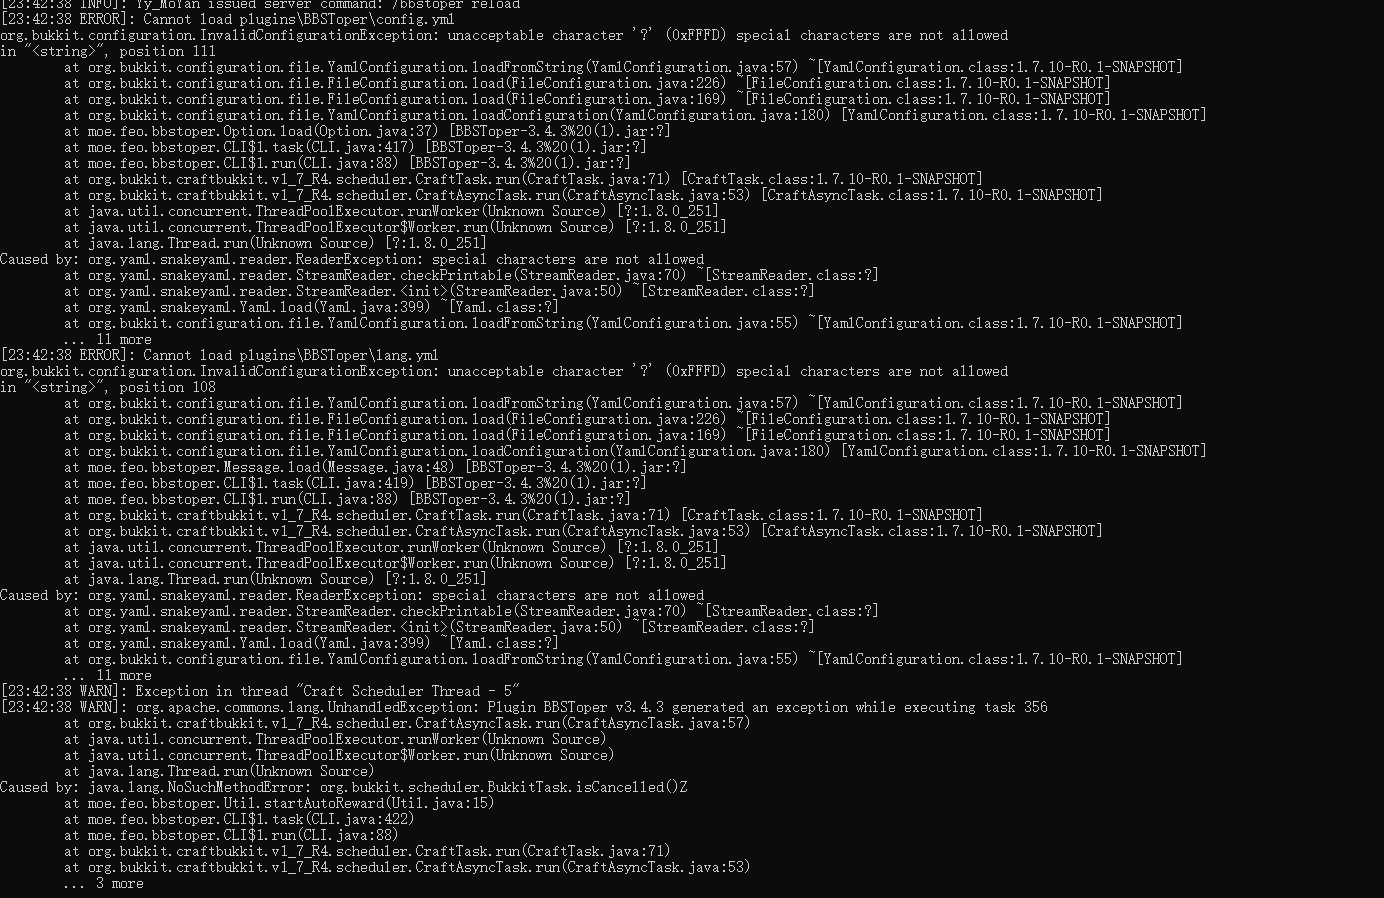 [23:42:38 INFO]: Yy_MoYan issued server command: /bbstoper reload
[23:42:38 ERROR]: Cannot load plugins\BBSToper\config.yml
org.bukkit.configuration.InvalidConfigurationException: unacceptable character '?' (0xFFFD) special characters are not allowed
in "<string>", position 111
        at org.bukkit.configuration.file.YamlConfiguration.loadFromString(YamlConfiguration.java:57) ~[YamlConfiguration.class:1.7.10-R0.1-SNAPSHOT]
        at org.bukkit.configuration.file.FileConfiguration.load(FileConfiguration.java:226) ~[FileConfiguration.class:1.7.10-R0.1-SNAPSHOT]
        at org.bukkit.configuration.file.FileConfiguration.load(FileConfiguration.java:169) ~[FileConfiguration.class:1.7.10-R0.1-SNAPSHOT]
        at org.bukkit.configuration.file.YamlConfiguration.loadConfiguration(YamlConfiguration.java:180) [YamlConfiguration.class:1.7.10-R0.1-SNAPSHOT]
        at moe.feo.bbstoper.Option.load(Option.java:37) [BBSToper-3.4.3%20(1).jar:?]
        at moe.feo.bbstoper.CLI$1.task(CLI.java:417) [BBSToper-3.4.3%20(1).jar:?]
        at moe.feo.bbstoper.CLI$1.run(CLI.java:88) [BBSToper-3.4.3%20(1).jar:?]
        at org.bukkit.craftbukkit.v1_7_R4.scheduler.CraftTask.run(CraftTask.java:71) [CraftTask.class:1.7.10-R0.1-SNAPSHOT]
        at org.bukkit.craftbukkit.v1_7_R4.scheduler.CraftAsyncTask.run(CraftAsyncTask.java:53) [CraftAsyncTask.class:1.7.10-R0.1-SNAPSHOT]
        at java.util.concurrent.ThreadPoolExecutor.runWorker(Unknown Source) [?:1.8.0_251]
        at java.util.concurrent.ThreadPoolExecutor$Worker.run(Unknown Source) [?:1.8.0_251]
        at java.lang.Thread.run(Unknown Source) [?:1.8.0_251]
Caused by: org.yaml.snakeyaml.reader.ReaderException: special characters are not allowed
        at org.yaml.snakeyaml.reader.StreamReader.checkPrintable(StreamReader.java:70) ~[StreamReader.class:?]
        at org.yaml.snakeyaml.reader.StreamReader.<init>(StreamReader.java:50) ~[StreamReader.class:?]
        at org.yaml.snakeyaml.Yaml.load(Yaml.java:399) ~[Yaml.class:?]
        at org.bukkit.configuration.file.YamlConfiguration.loadFromString(YamlConfiguration.java:55) ~[YamlConfiguration.class:1.7.10-R0.1-SNAPSHOT]
        ... 11 more
[23:42:38 ERROR]: Cannot load plugins\BBSToper\lang.yml
org.bukkit.configuration.InvalidConfigurationException: unacceptable character '?' (0xFFFD) special characters are not allowed
in "<string>", position 108
        at org.bukkit.configuration.file.YamlConfiguration.loadFromString(YamlConfiguration.java:57) ~[YamlConfiguration.class:1.7.10-R0.1-SNAPSHOT]
        at org.bukkit.configuration.file.FileConfiguration.load(FileConfiguration.java:226) ~[FileConfiguration.class:1.7.10-R0.1-SNAPSHOT]
        at org.bukkit.configuration.file.FileConfiguration.load(FileConfiguration.java:169) ~[FileConfiguration.class:1.7.10-R0.1-SNAPSHOT]
        at org.bukkit.configuration.file.YamlConfiguration.loadConfiguration(YamlConfiguration.java:180) [YamlConfiguration.class:1.7.10-R0.1-SNAPSHOT]
        at moe.feo.bbstoper.Message.load(Message.java:48) [BBSToper-3.4.3%20(1).jar:?]
        at moe.feo.bbstoper.CLI$1.task(CLI.java:419) [BBSToper-3.4.3%20(1).jar:?]
        at moe.feo.bbstoper.CLI$1.run(CLI.java:88) [BBSToper-3.4.3%20(1).jar:?]
        at org.bukkit.craftbukkit.v1_7_R4.scheduler.CraftTask.run(CraftTask.java:71) [CraftTask.class:1.7.10-R0.1-SNAPSHOT]
        at org.bukkit.craftbukkit.v1_7_R4.scheduler.CraftAsyncTask.run(CraftAsyncTask.java:53) [CraftAsyncTask.class:1.7.10-R0.1-SNAPSHOT]
        at java.util.concurrent.ThreadPoolExecutor.runWorker(Unknown Source) [?:1.8.0_251]
        at java.util.concurrent.ThreadPoolExecutor$Worker.run(Unknown Source) [?:1.8.0_251]
        at java.lang.Thread.run(Unknown Source) [?:1.8.0_251]
Caused by: org.yaml.snakeyaml.reader.ReaderException: special characters are not allowed
        at org.yaml.snakeyaml.reader.StreamReader.checkPrintable(StreamReader.java:70) ~[StreamReader.class:?]
        at org.yaml.snakeyaml.reader.StreamReader.<init>(StreamReader.java:50) ~[StreamReader.class:?]
        at org.yaml.snakeyaml.Yaml.load(Yaml.java:399) ~[Yaml.class:?]
        at org.bukkit.configuration.file.YamlConfiguration.loadFromString(YamlConfiguration.java:55) ~[YamlConfiguration.class:1.7.10-R0.1-SNAPSHOT]
        ... 11 more
[23:42:38 WARN]: Exception in thread "Craft Scheduler Thread - 5"
[23:42:38 WARN]: org.apache.commons.lang.UnhandledException: Plugin BBSToper v3.4.3 generated an exception while executing task 356
        at org.bukkit.craftbukkit.v1_7_R4.scheduler.CraftAsyncTask.run(CraftAsyncTask.java:57)
        at java.util.concurrent.ThreadPoolExecutor.runWorker(Unknown Source)
        at java.util.concurrent.ThreadPoolExecutor$Worker.run(Unknown Source)
        at java.lang.Thread.run(Unknown Source)
Caused by: java.lang.NoSuchMethodError: org.bukkit.scheduler.BukkitTask.isCancelled()Z
        at moe.feo.bbstoper.Util.startAutoReward(Util.java:15)
        at moe.feo.bbstoper.CLI$1.task(CLI.java:422)
        at moe.feo.bbstoper.CLI$1.run(CLI.java:88)
        at org.bukkit.craftbukkit.v1_7_R4.scheduler.CraftTask.run(CraftTask.java:71)
        at org.bukkit.craftbukkit.v1_7_R4.scheduler.CraftAsyncTask.run(CraftAsyncTask.java:53)
        ... 3 more